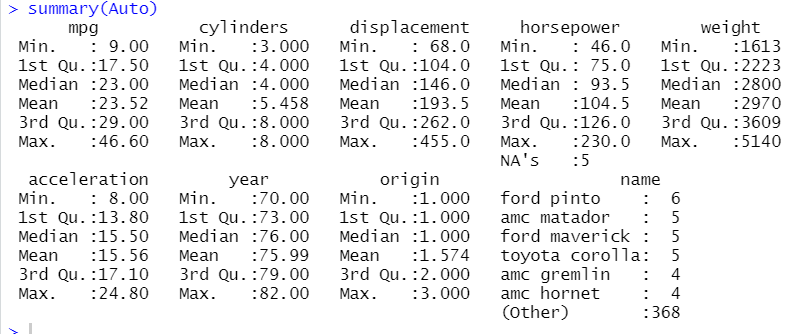 > summary(Auto)
      mpg          cylinders      displacement     horsepower        weight
 Min.   : 9.00   Min.   :3.000   Min.   : 68.0   Min.   : 46.0   Min.   :1613
 1st Qu.:17.50   1st Qu.:4.000   1st Qu.:104.0   1st Qu.: 75.0   1st Qu.:2223
 Median :23.00   Median :4.000   Median :146.0   Median : 93.5   Median :2800
 Mean   :23.52   Mean   :5.458   Mean   :193.5   Mean   :104.5   Mean   :2970
 3rd Qu.:29.00   3rd Qu.:8.000   3rd Qu.:262.0   3rd Qu.:126.0   3rd Qu.:3609
 Max.   :46.60   Max.   :8.000   Max.   :455.0   Max.   :230.0   Max.   :5140
                                                 NA's   :5
  acceleration        year           origin                  name
 Min.   : 8.00   Min.   :70.00   Min.   :1.000   ford pinto    :  6
 1st Qu.:13.80   1st Qu.:73.00   1st Qu.:1.000   amc matador   :  5
 Median :15.50   Median :76.00   Median :1.000   ford maverick :  5
 Mean   :15.56   Mean   :75.99   Mean   :1.574   toyota corolla:  5
 3rd Qu.:17.10   3rd Qu.:79.00   3rd Qu.:2.000   amc gremlin   :  4
 Max.   :24.80   Max.   :82.00   Max.   :3.000   amc hornet    :  4
                                                 (Other)       :368
>